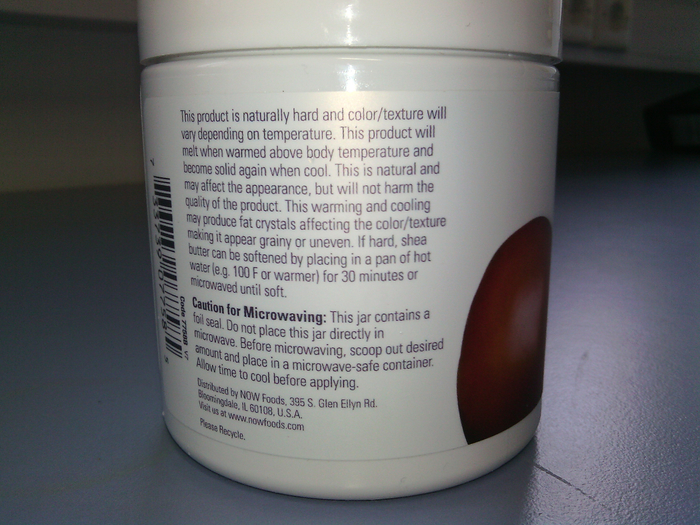 This product is naturally hard and color/texture will
vary depending on temperature. This product will
melt when warmed above body temperature and
become solid again when cool. This is natural and
may affect the appearance, but will not harm the
quality of the product. This warming and cooling
may produce fat crystals affecting the color/texture
making it appear grainy or uneven. If hard, shea
butter can be softened by placing in a pan of hot
water (e.g. 100 F or warmer) for 30 minutes or
microwaved until soft.
Caution for Microwaving: This jar contains a
foil seal. Do not place this jar directly in
microwave. Before microwaving, scoop out desired
amount and place in a microwave-safe container.
Allow time to cool before applying.
Distributed by NOW Foods, 395 S. Glen Ellyn Rd.
Bloomingdale, IL 60108, U.S.A.
Visit us at www.nowfoods.com
Please Recycle.